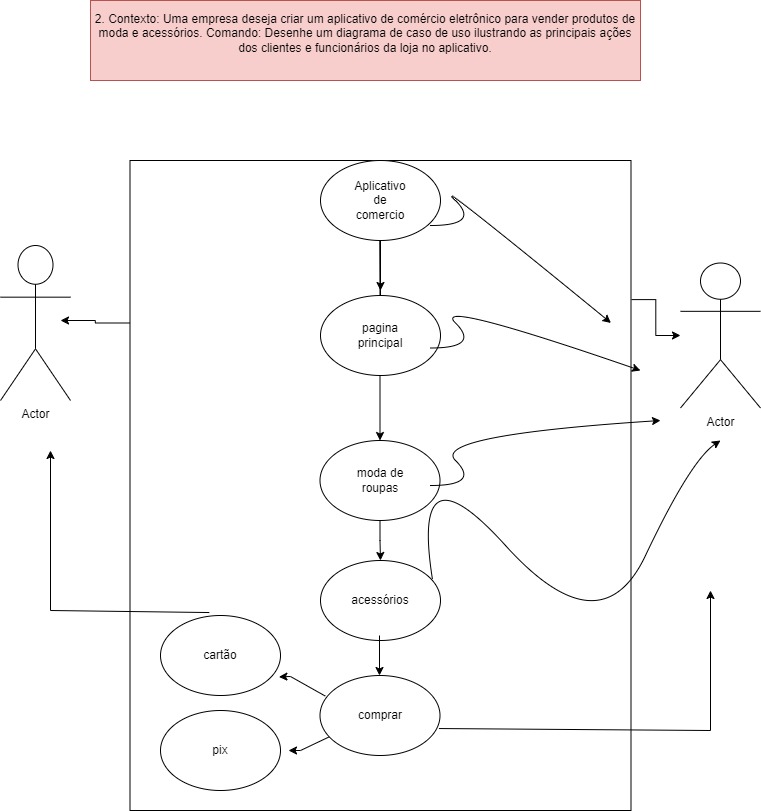 2. Contexto: Uma empresa deseja criar um aplicativo de comércio eletrônico para vender produtos de
moda e acessórios. Comando: Desenhe um diagrama de caso de uso ilustrando as principais ações
dos clientes e funcionários da loja no aplicativo.
Aplicativo
de
comercio
pagina
principal
Actor
Actor
moda de
roupas
acessórios
cartão
comprar
pix